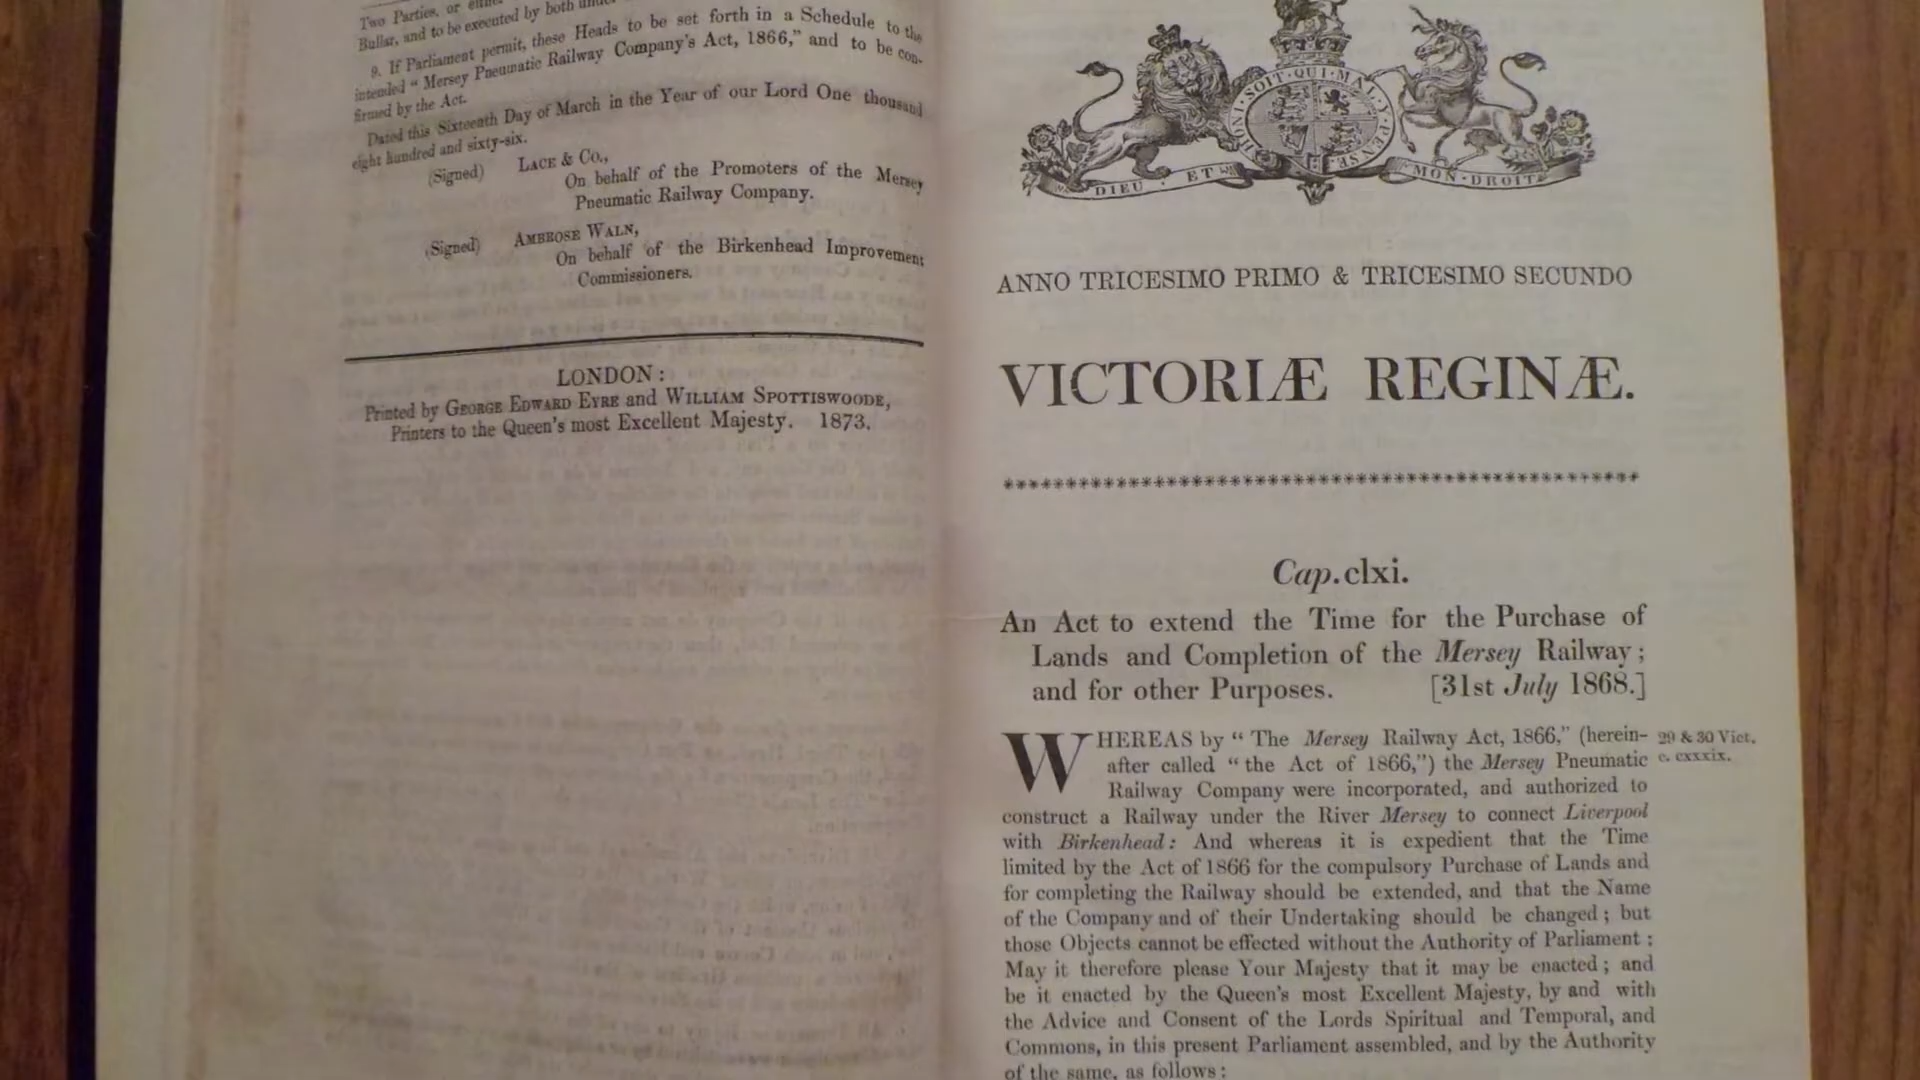 Two Parties, or either
Bullar, and to be executed by both under
9. If Parliament permit, these Heads to be set forth in a Schedule to the
intended "Mersey Pneumatic Railway Company's Act, 1866," and to be con-
firmed by the Act.
Dated this Sixteenth Day of March in the Year of our Lord One thousand
eight hundred and sixty-six.
(Signed) LACE & CO.,
On behalf of the Promoters of the Mersey
Pneumatic Railway Company.
(Signed) AMBROSE WALN,
On behalf of the Birkenhead Improvement
Commissioners.
LONDON:
Printed by GEORGE EDWARD EYRE and WILLIAM SPOTTISWOODE,
Printers to the Queen's most Excellent Majesty. 1873.
HONI · SOIT · QUI · MAL · Y · PENSE
DIEU · ET MON · DROIT
ANNO TRICESIMO PRIMO & TRICESIMO SECUNDO
VICTORIÆ REGINÆ.
Cap. clxi.
An Act to extend the Time for the Purchase of
Lands and Completion of the Mersey Railway;
and for other Purposes. [31st July 1868.]
WHEREAS by "The Mersey Railway Act, 1866," (herein-
after called "the Act of 1866,") the Mersey Pneumatic
Railway Company were incorporated, and authorized to
construct a Railway under the River Mersey to connect Liverpool
with Birkenhead: And whereas it is expedient that the Time
limited by the Act of 1866 for the compulsory Purchase of Lands and
for completing the Railway should be extended, and that the Name
of the Company and of their Undertaking should be changed; but
those Objects cannot be effected without the Authority of Parliament:
May it therefore please Your Majesty that it may be enacted; and
be it enacted by the Queen's most Excellent Majesty, by and with
the Advice and Consent of the Lords Spiritual and Temporal, and
Commons, in this present Parliament assembled, and by the Authority
of the same, as follows:
29 & 30 Vict.
c. cxxxix.